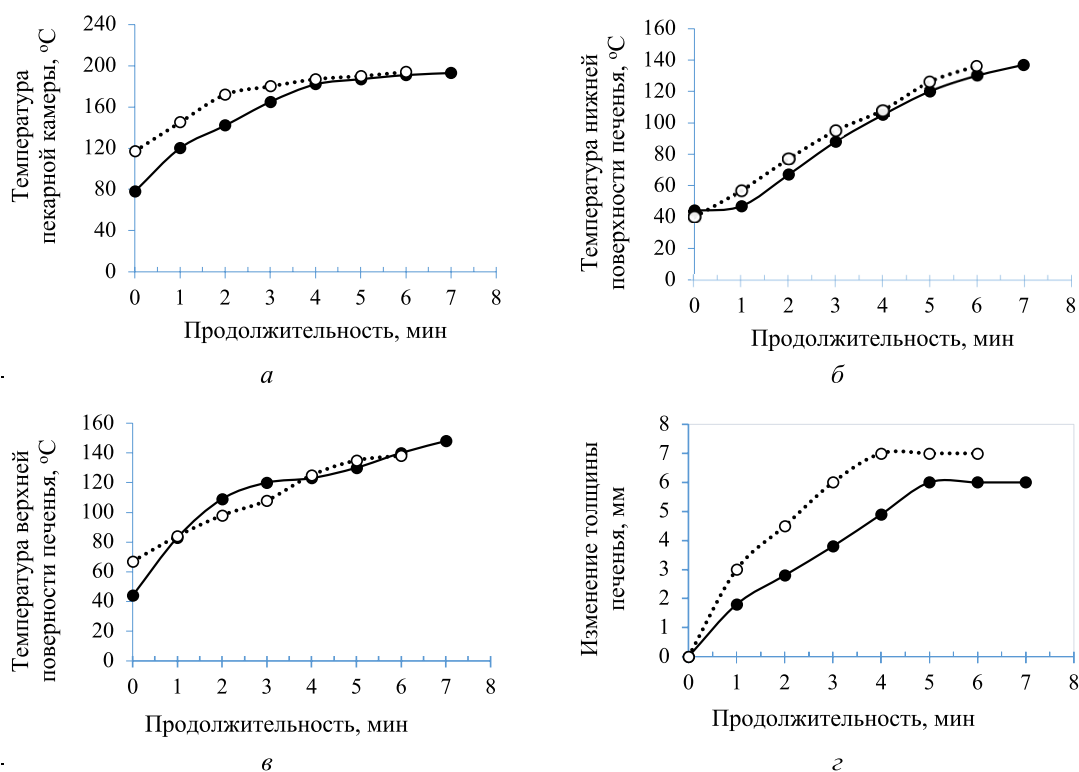 Температура
пекарной камеры, °С
240
200
160
120
80
40
0
0 1 2 3 4 5 6 7 8
Продолжительность, мин
а
Температура нижней
поверхности печенья, °С
160
140
120
100
80
60
40
20
0
0 1 2 3 4 5 6 7 8
Продолжительность, мин
б
Температура верхней
поверности печенья, °С
160
140
120
100
80
60
40
20
0
0 1 2 3 4 5 6 7 8
Продолжительность, мин
в
Изменение толщины
печенья, мм
8
7
6
5
4
3
2
1
0
0 1 2 3 4 5 6 7 8
Продолжительность, мин
г